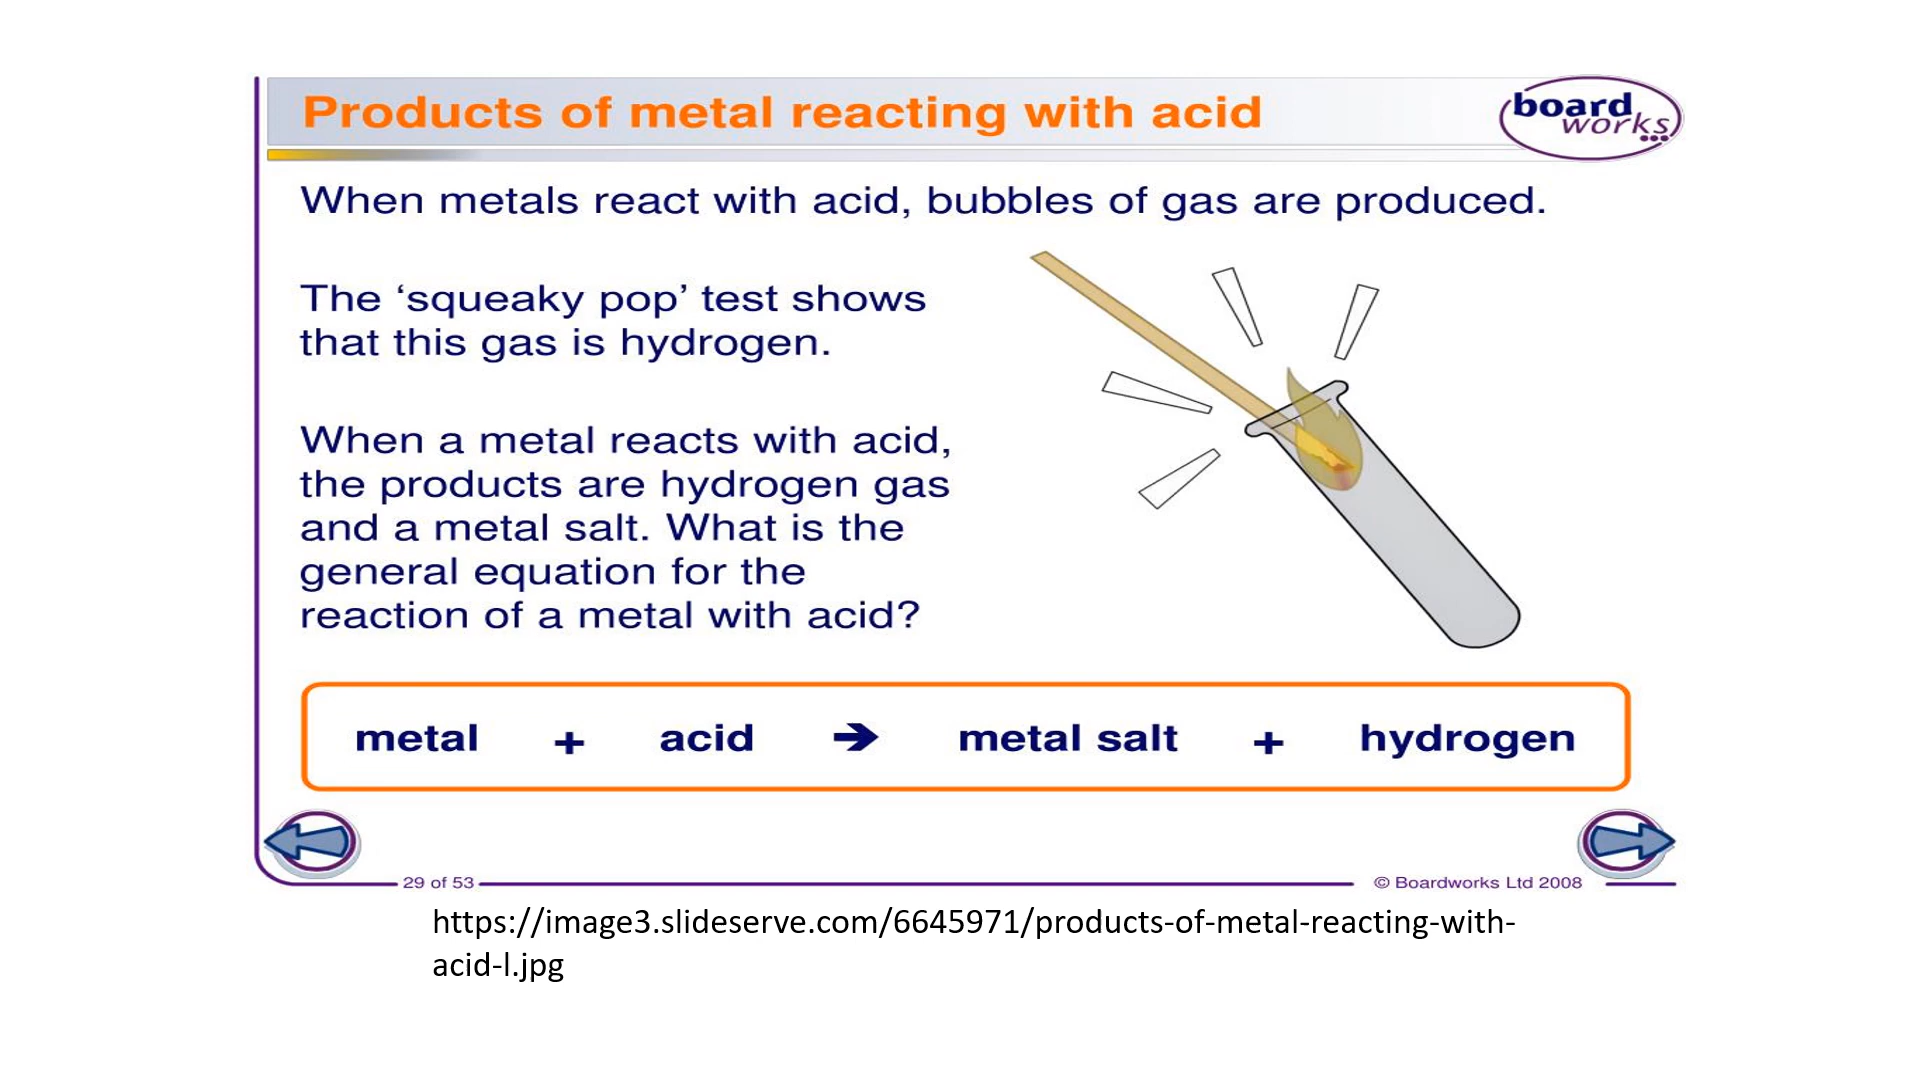 Products of metal reacting with acid
board
works
When metals react with acid, bubbles of gas are produced.
The ‘squeaky pop’ test shows
that this gas is hydrogen.
When a metal reacts with acid,
the products are hydrogen gas
and a metal salt. What is the
general equation for the
reaction of a metal with acid?
metal + acid → metal salt + hydrogen
29 of 53
© Boardworks Ltd 2008
https://image3.slideserve.com/6645971/products-of-metal-reacting-with-
acid-l.jpg